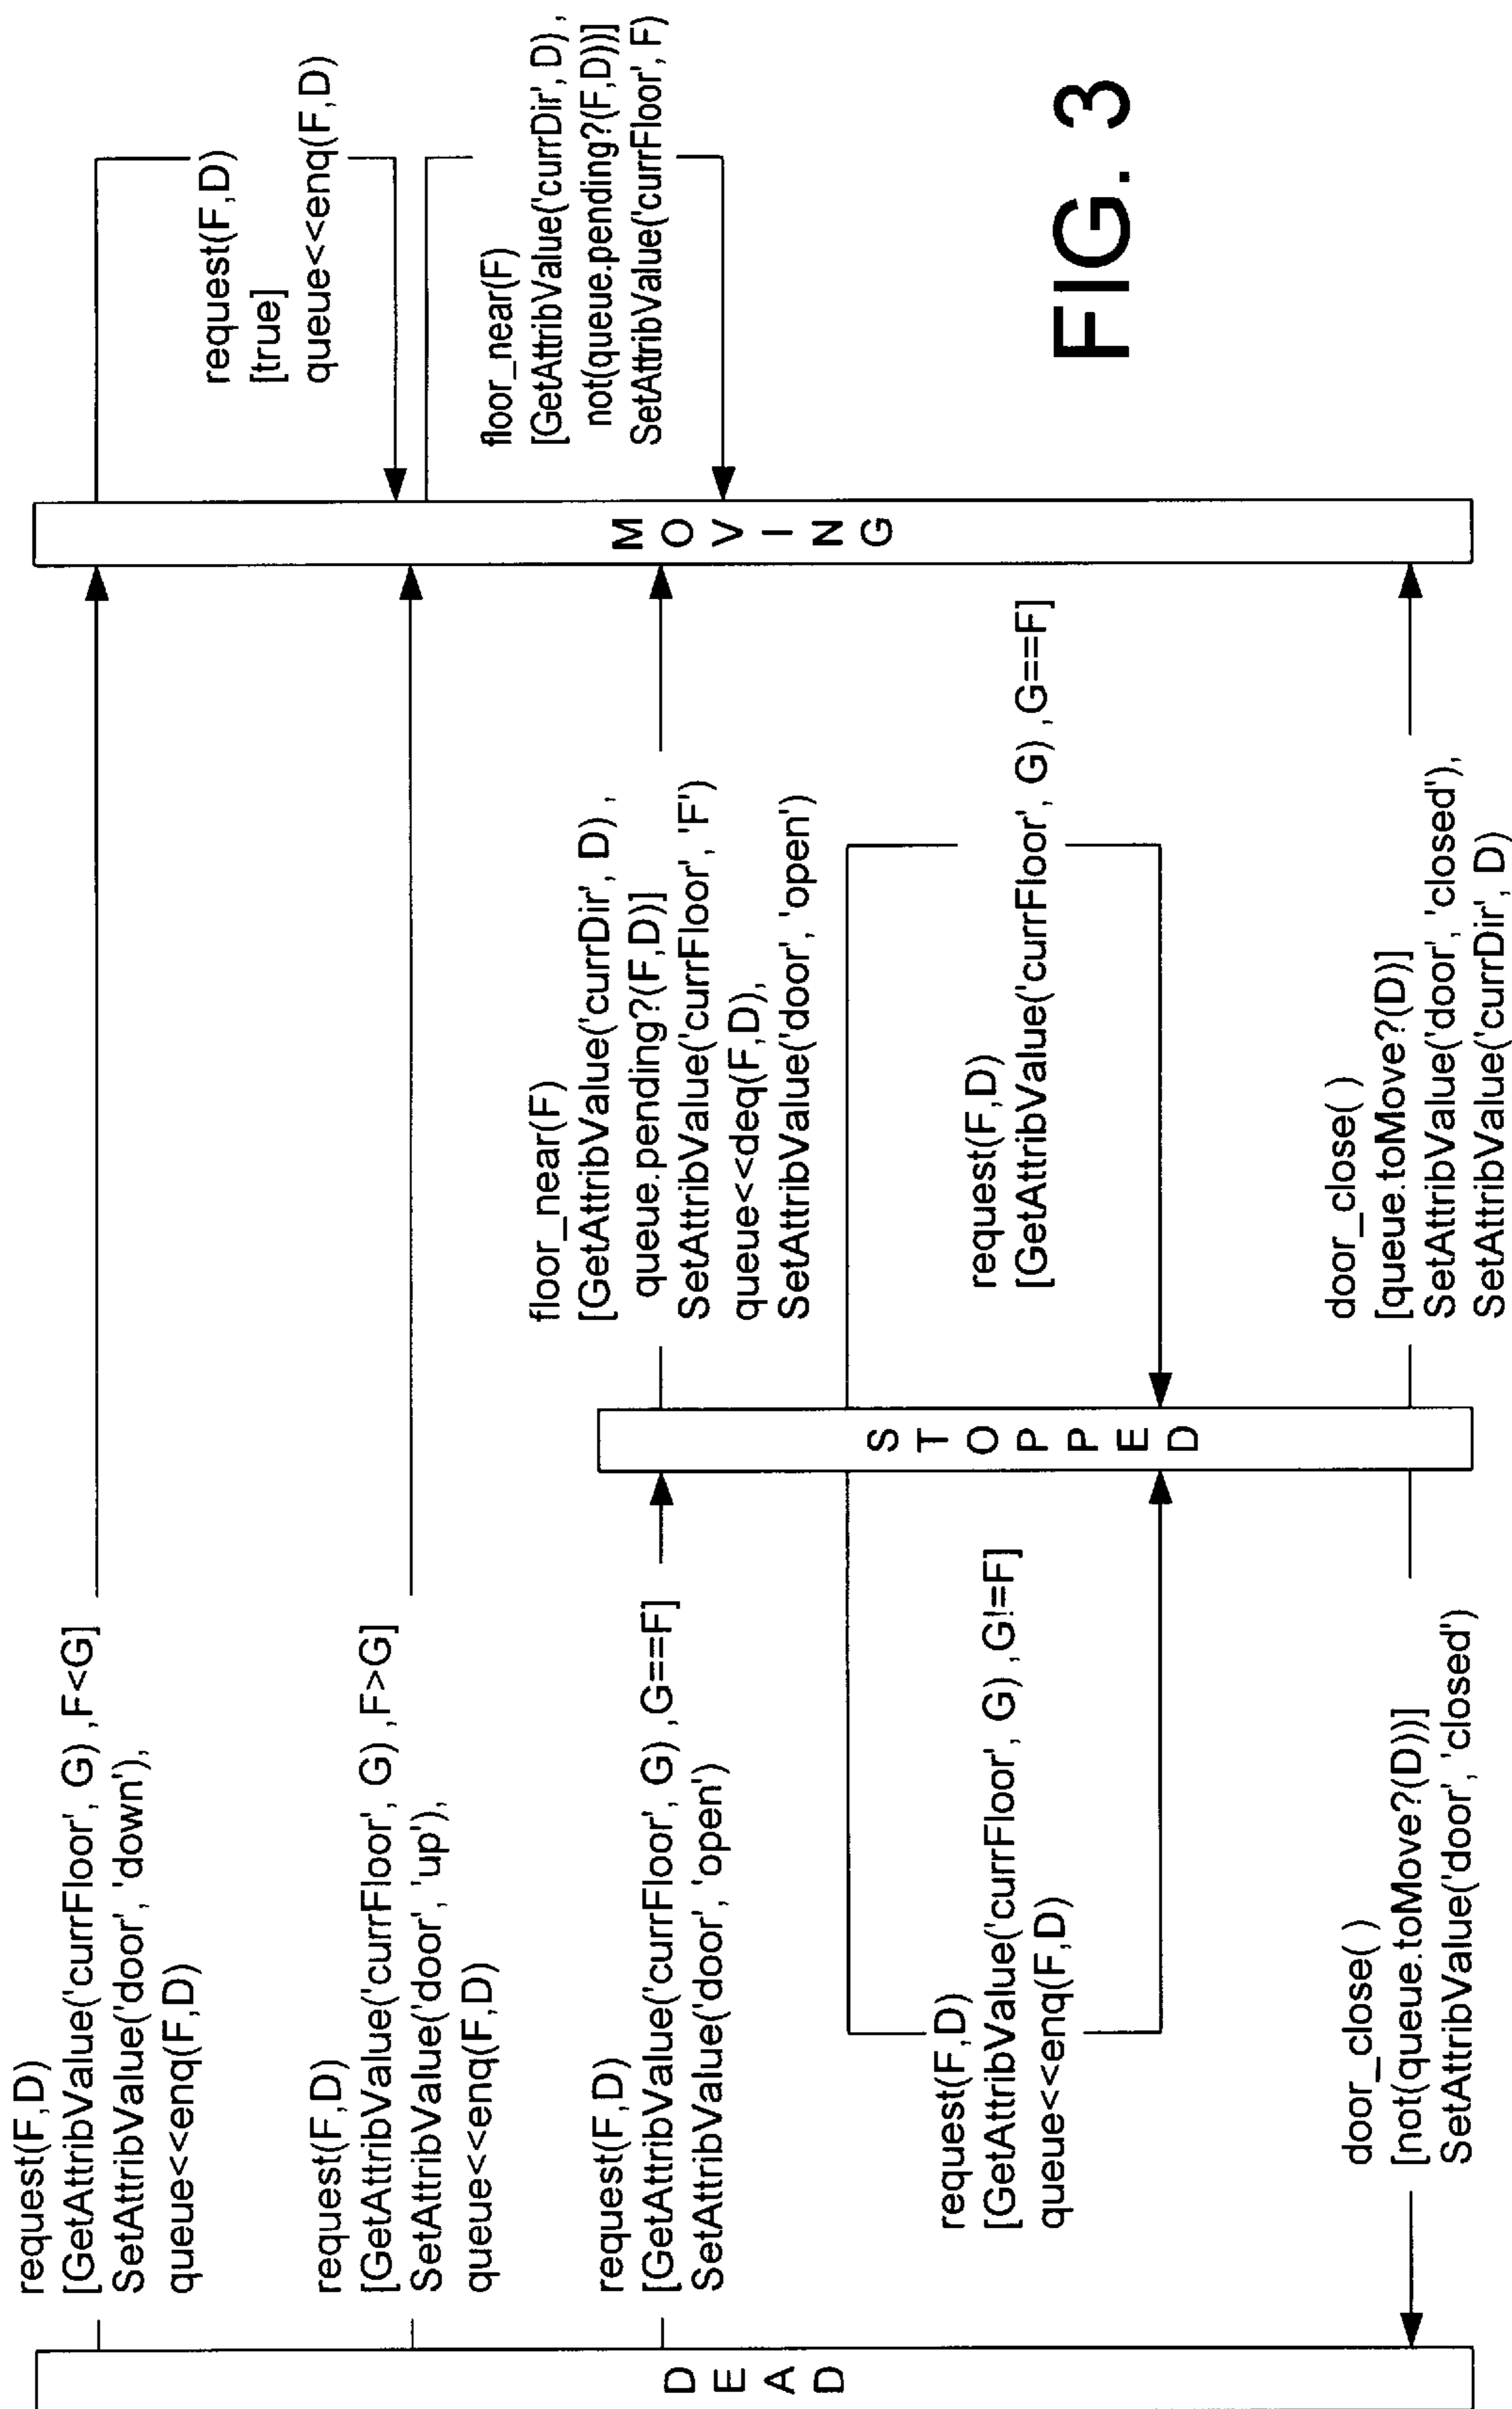 DEAD
request(F,D)
[GetAttribValue('currFloor', G) ,F<G]
SetAttribValue('door', 'down'),
queue<<enq(F,D)
request(F,D)
[GetAttribValue('currFloor', G) ,F>G]
SetAttribValue('door', 'up'),
queue<<enq(F,D)
request(F,D)
[GetAttribValue('currFloor', G) ,G==F]
SetAttribValue('door', 'open')
request(F,D)
[GetAttribValue('currFloor', G) ,G!=F]
queue<<enq(F,D)
door_close( )
[not(queue.toMove?(D))]
SetAttribValue('door', 'closed')
STOPPED
floor_near(F)
[GetAttribValue('currDir', D) ,
queue.pending?(F,D))]
SetAttribValue('currFloor', 'F')
queue<<deq(F,D),
SetAttribValue('door', 'open')
request(F,D)
[GetAttribValue('currFloor', G) ,G==F]
door_close( )
[queue.toMove?(D))]
SetAttribValue('door', 'closed'),
SetAttribValue('currDir', D)
MOVING
request(F,D)
[true]
queue<<enq(F,D)
floor_near(F)
[GetAttribValue('currDir', D) ,
not(queue.pending?(F,D)))]
SetAttribValue('currFloor', F)
FIG. 3